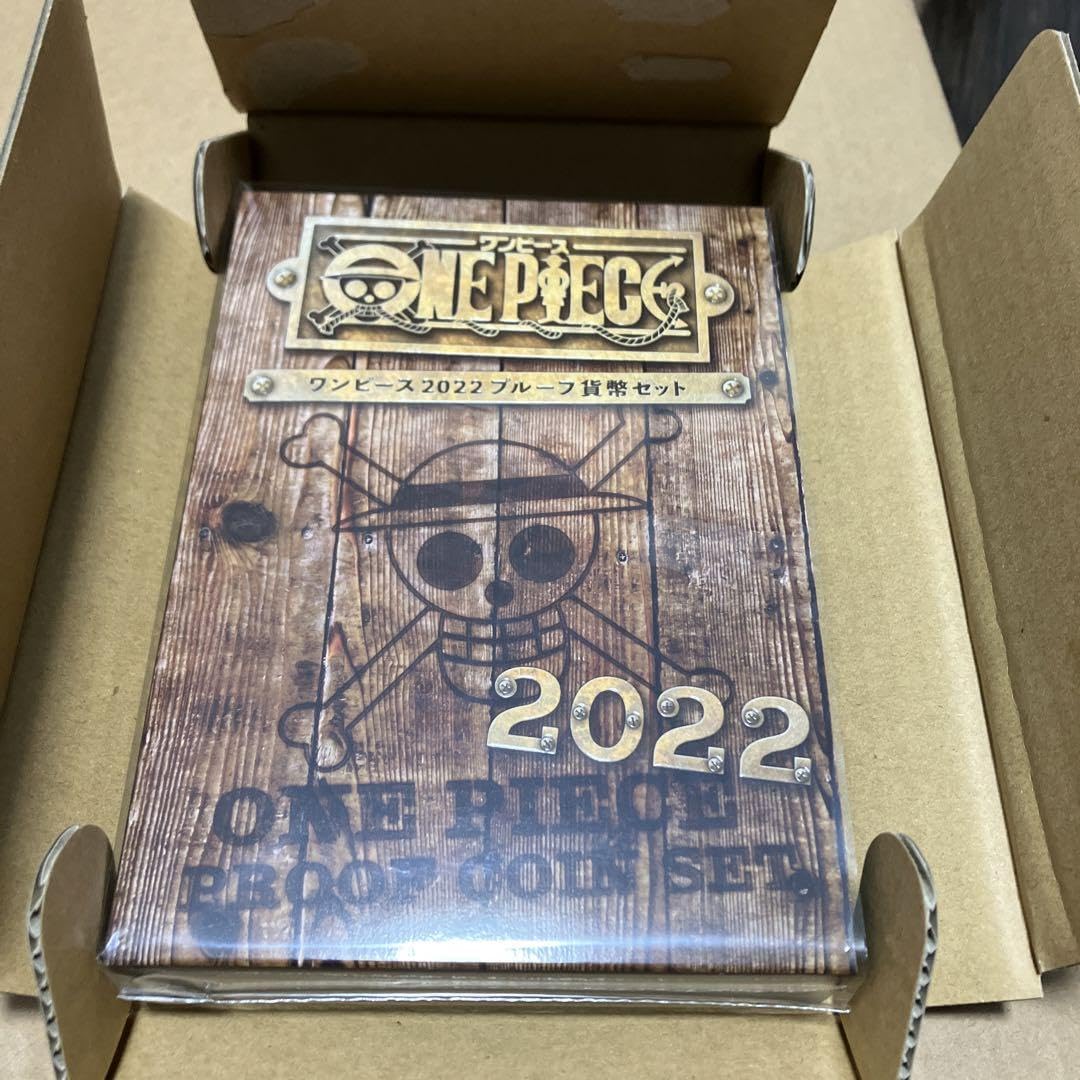 ワンピース
ONE PIECE
ワンピース2022プルーフ貨幣セット
2022
ONE PIECE
PROOF COIN SET